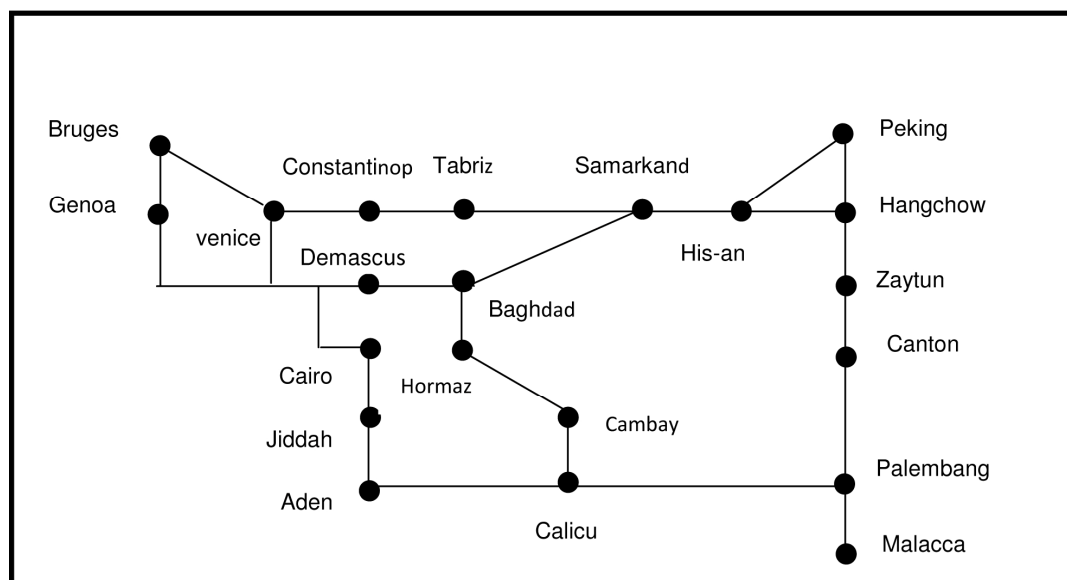 Bruges
Peking
Constantinop
Tabriz
Samarkand
Genoa
Hangchow
venice
His-an
Demascus
Zaytun
Baghdad
Canton
Cairo
Hormaz
Cambay
Jiddah
Palembang
Aden
Calicu
Malacca